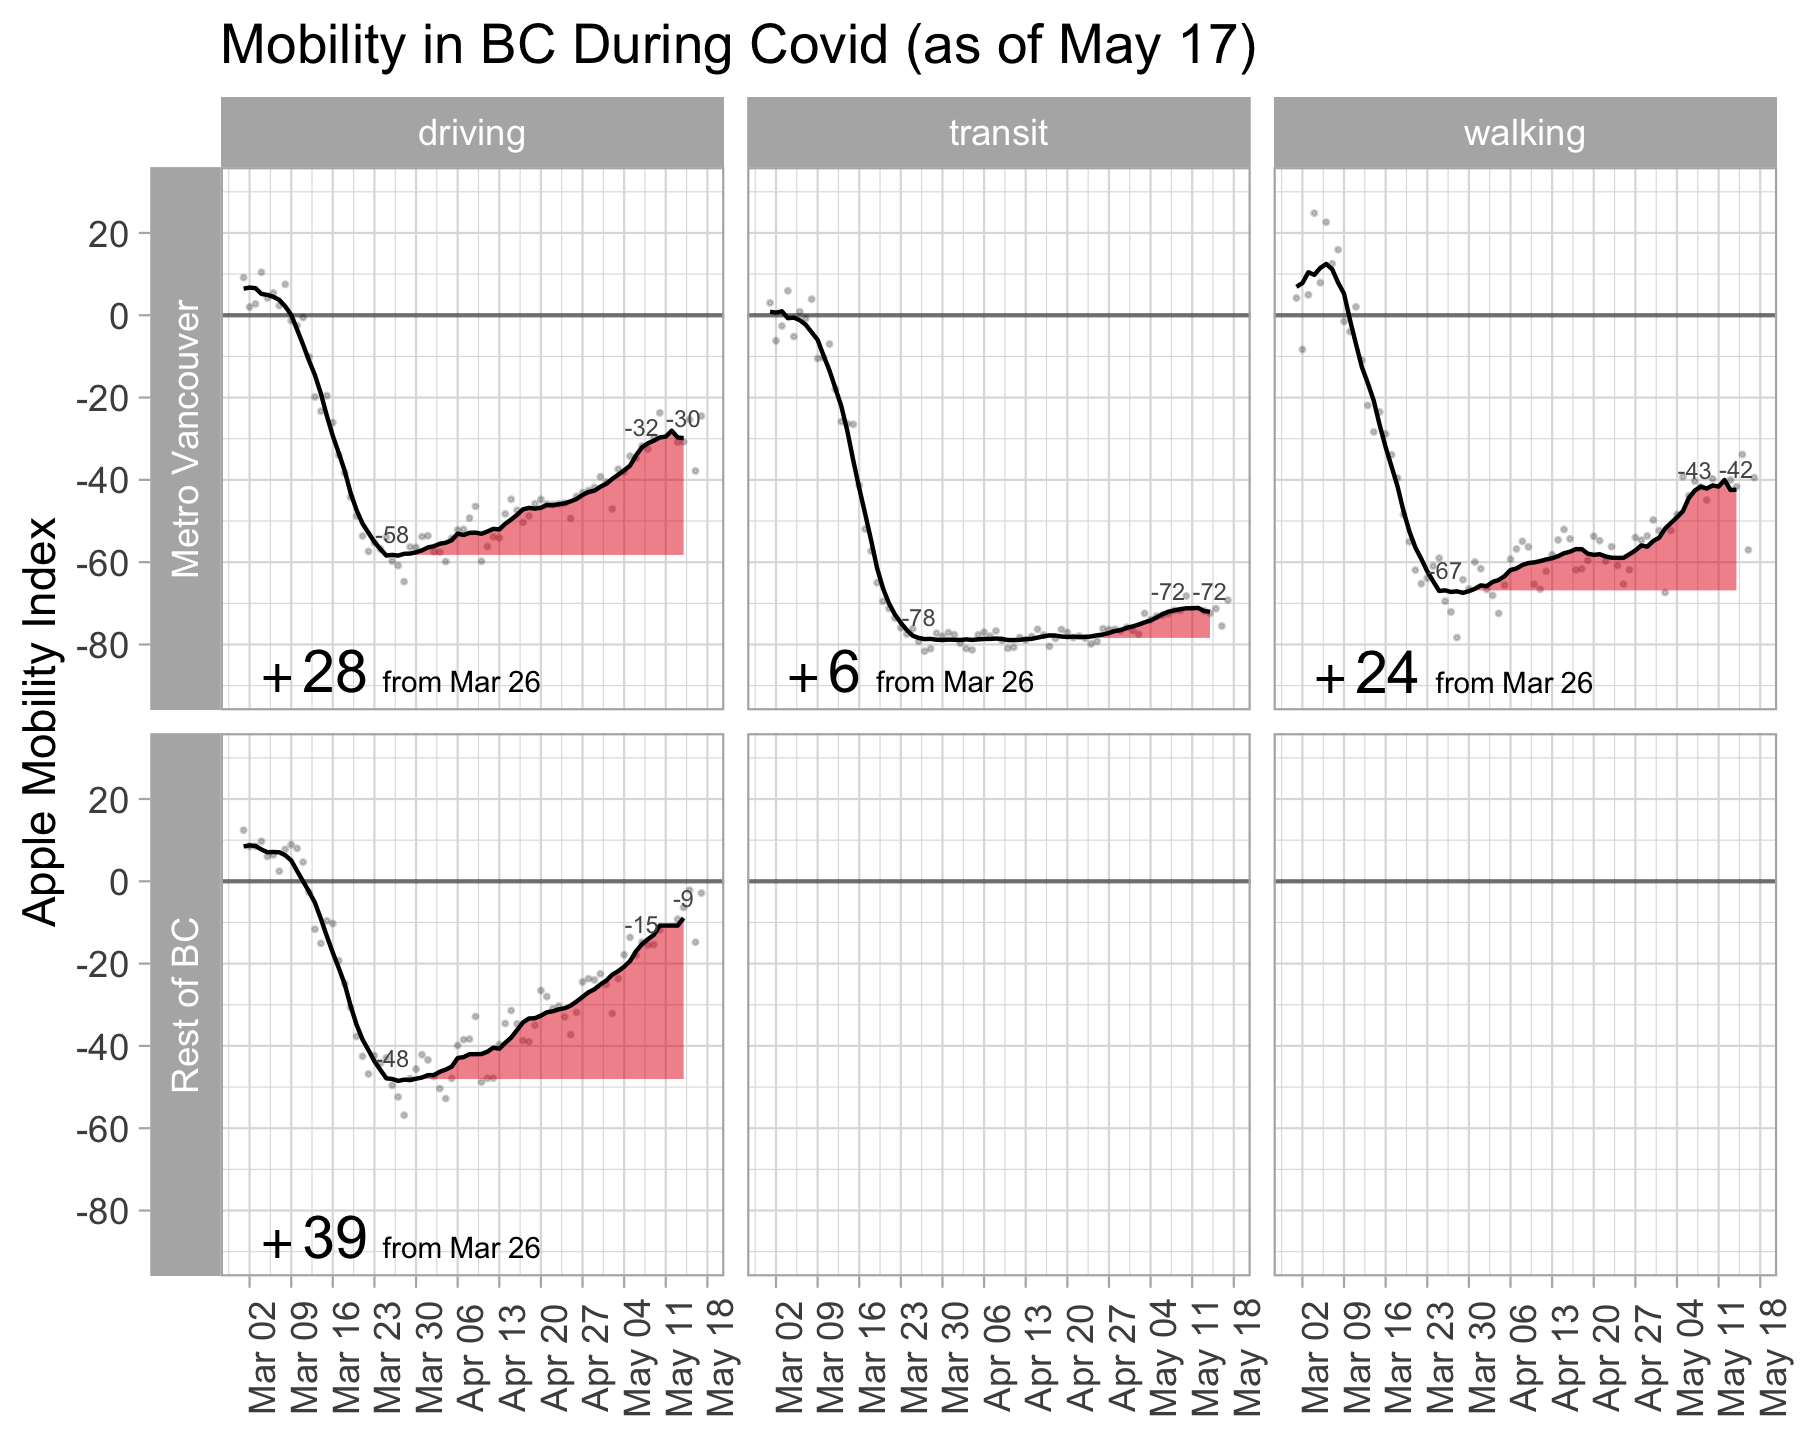 Mobility in BC During Covid (as of May 17)
driving
transit
walking
Apple Mobility Index
Metro Vancouver
20
0
-20
-40
-60
-80
-58
-32
-30
+28 from Mar 26
-78
-72
-72
+6 from Mar 26
-67
-43
-42
+24 from Mar 26
Rest of BC
20
0
-20
-40
-60
-80
-48
-15
-9
+39 from Mar 26
Mar 02
Mar 09
Mar 16
Mar 23
Mar 30
Apr 06
Apr 13
Apr 20
Apr 27
May 04
May 11
May 18
Mar 02
Mar 09
Mar 16
Mar 23
Mar 30
Apr 06
Apr 13
Apr 20
Apr 27
May 04
May 11
May 18
Mar 02
Mar 09
Mar 16
Mar 23
Mar 30
Apr 06
Apr 13
Apr 20
Apr 27
May 04
May 11
May 18